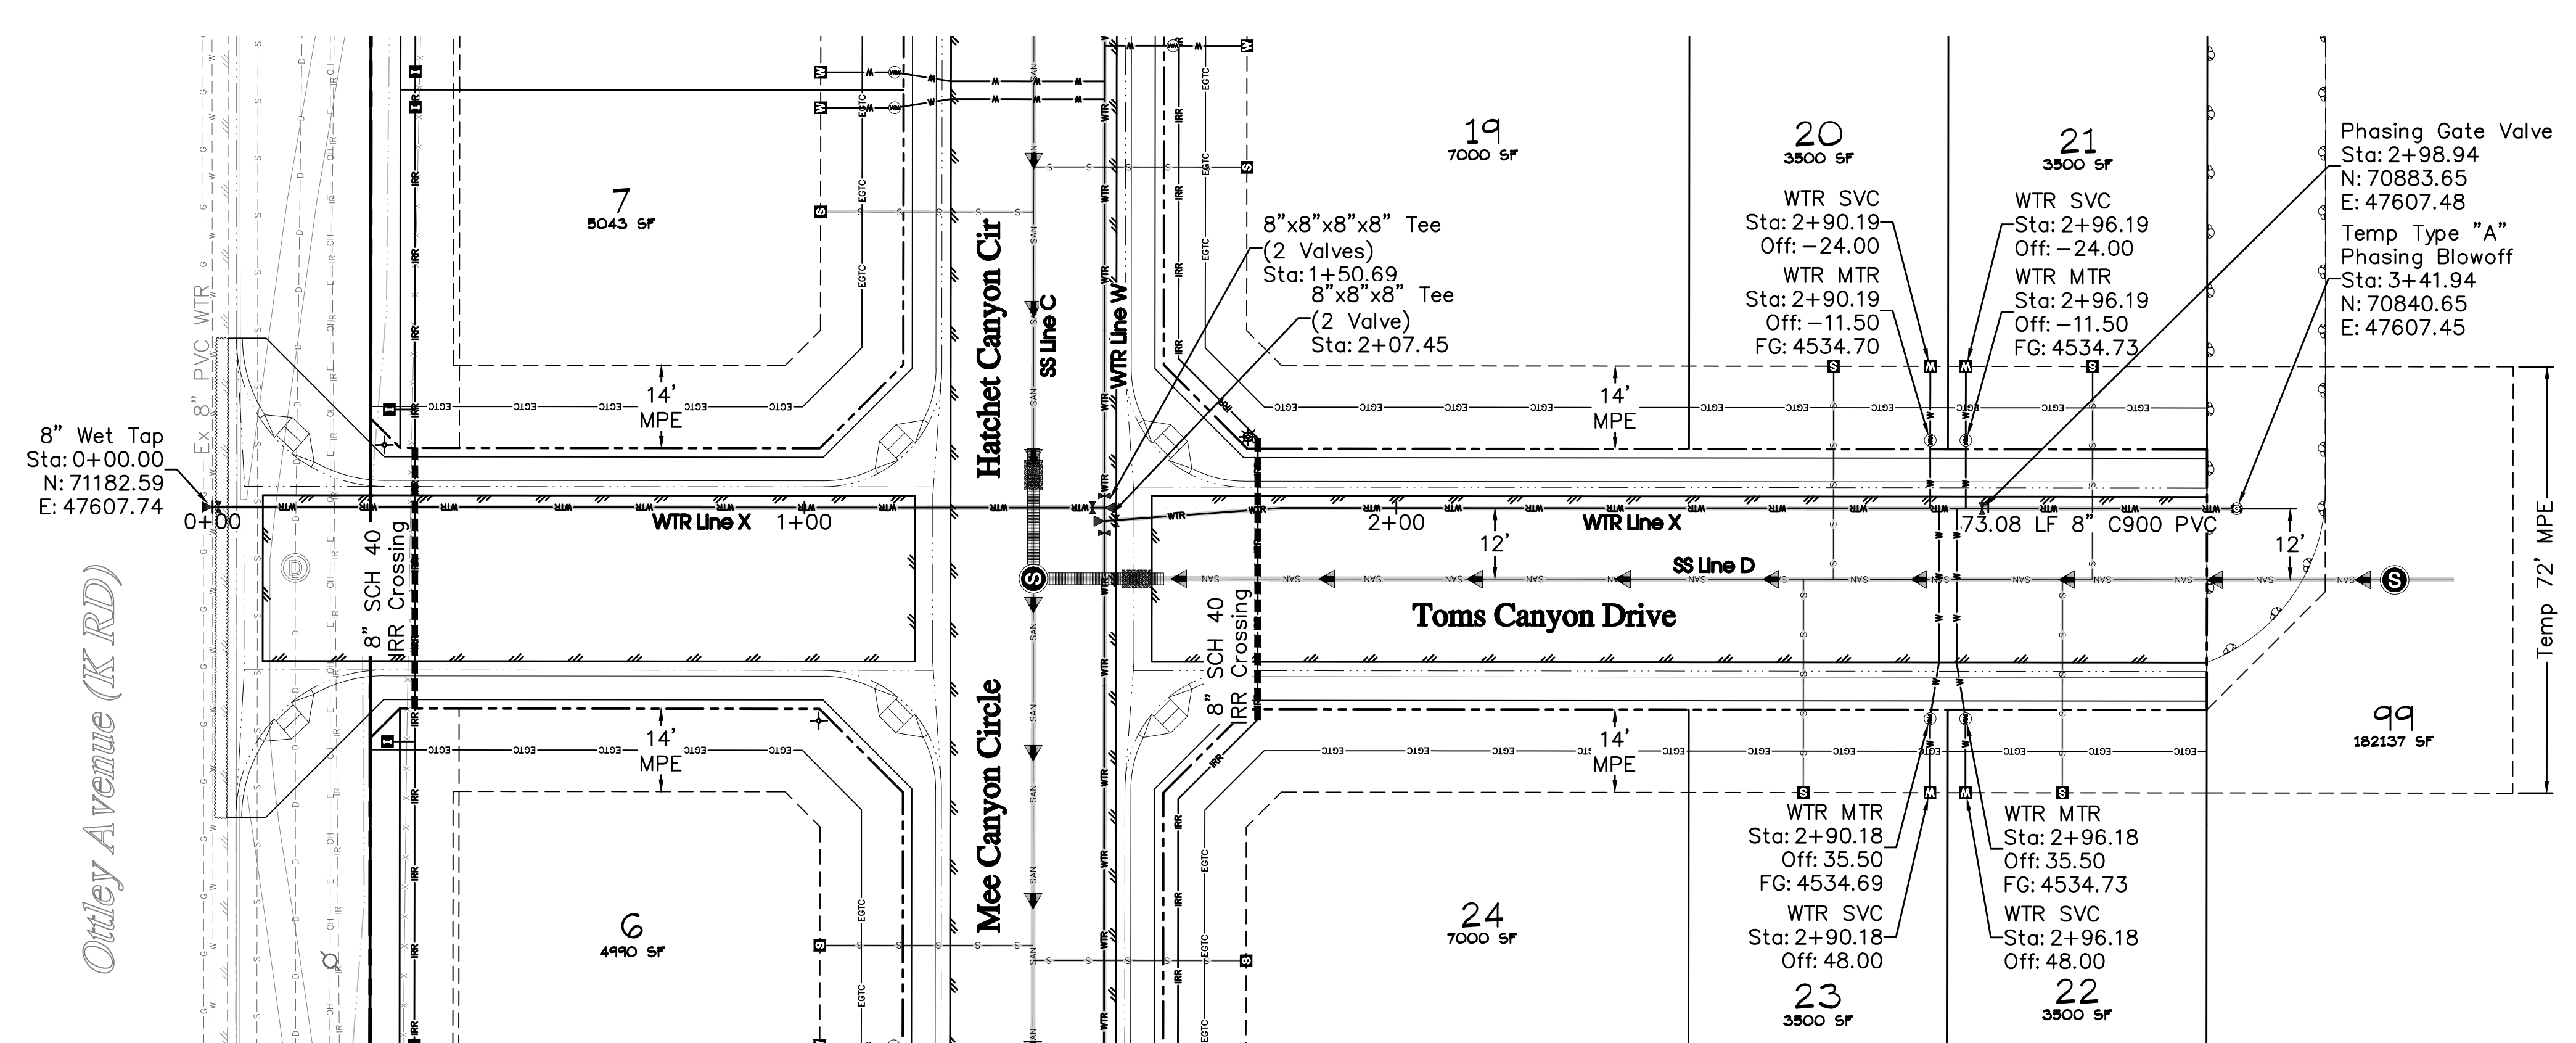 7
5043 SF
19
7000 SF
20
3500 SF
21
3500 SF
Phasing Gate Valve
Sta: 2+98.94
N: 70883.65
E: 47607.48
Temp Type "A"
Phasing Blowoff
Sta: 3+41.94
N: 70840.65
E: 47607.45
WTR SVC
Sta: 2+90.19
Off: -24.00
WTR MTR
Sta: 2+90.19
Off: -11.50
FG: 4534.70
WTR SVC
Sta: 2+96.19
Off: -24.00
WTR MTR
Sta: 2+96.19
Off: -11.50
FG: 4534.73
8"x8"x8"x8" Tee
(2 Valves)
Sta: 1+50.69
8"x8"x8" Tee
(2 Valve)
Sta: 2+07.45
Ex 8" PVC WTR
Hatchet Canyon Cir
SS Line C
WTR Line W
14'
MPE
14'
MPE
8" Wet Tap
Sta: 0+00.00
N: 71182.59
E: 47607.74
0+00
WTR Line X
1+00
2+00
WTR Line X
73.08 LF 8" C900 PVC
12'
12'
SS Line D
8" SCH 40
IRR Crossing
8" SCH 40
IRR Crossing
Toms Canyon Drive
Temp 72' MPE
Ottley Avenue (K RD)
Mee Canyon Circle
14'
MPE
14'
MPE
99
182137 SF
6
4990 SF
24
7000 SF
WTR MTR
Sta: 2+90.18
Off: 35.50
FG: 4534.69
WTR SVC
Sta: 2+90.18
Off: 48.00
23
3500 SF
WTR MTR
Sta: 2+96.18
Off: 35.50
FG: 4534.73
WTR SVC
Sta: 2+96.18
Off: 48.00
22
3500 SF